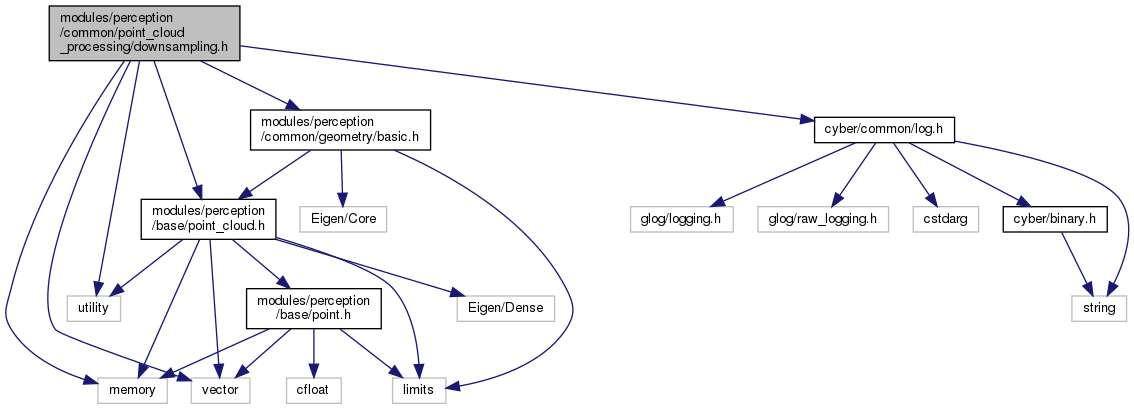 modules/perception
/common/point_cloud
_processing/downsampling.h
modules/perception
/common/geometry/basic.h
cyber/common/log.h
modules/perception
/base/point_cloud.h
Eigen/Core
glog/logging.h
glog/raw_logging.h
cstdarg
cyber/binary.h
utility
modules/perception
/base/point.h
Eigen/Dense
string
memory
vector
cfloat
limits